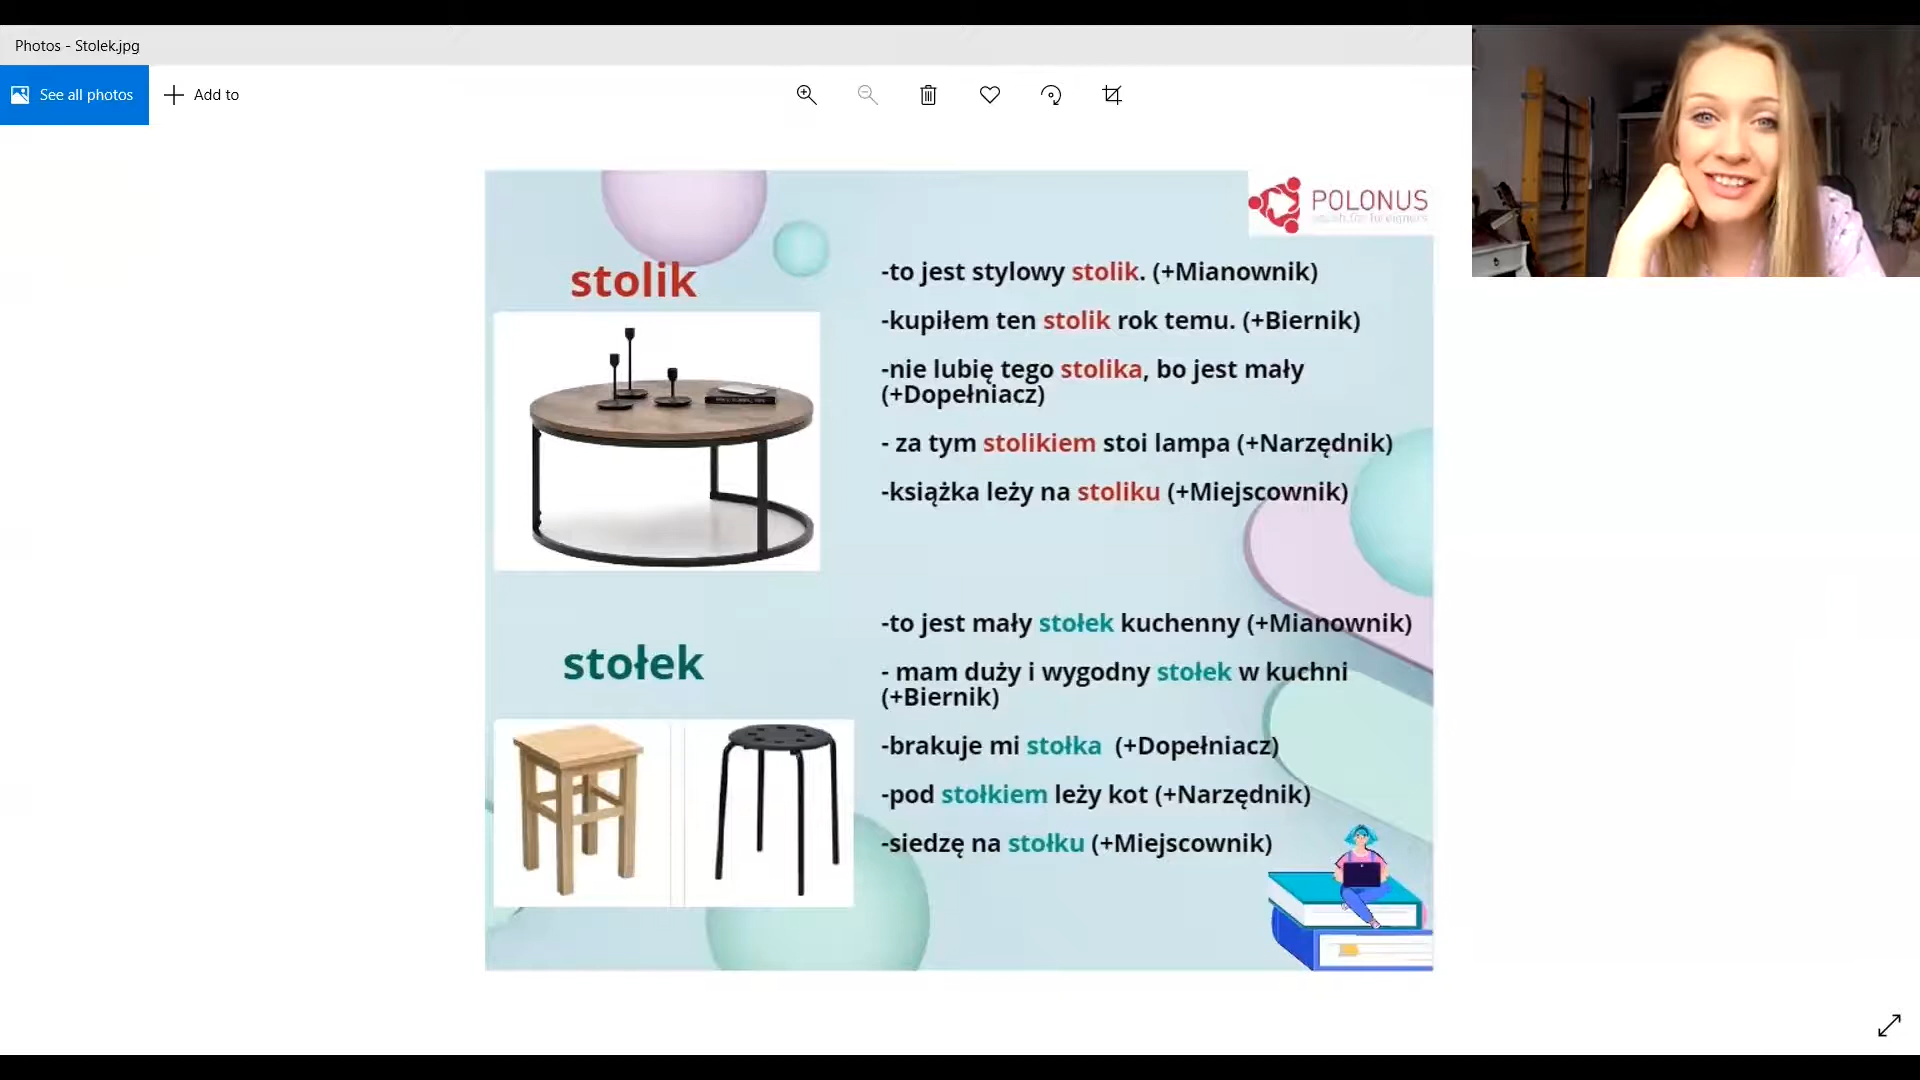 Photos - Stolek.jpg
See all photos
Add to
POLONUS
stolik
-to jest stylowy stolik. (+Mianownik)
-kupiłem ten stolik rok temu. (+Biernik)
-nie lubię tego stolika, bo jest mały
(+Dopełniacz)
- za tym stolikiem stoi lampa (+Narzędnik)
-książka leży na stoliku (+Miejscownik)
stołek
-to jest mały stołek kuchenny (+Mianownik)
- mam duży i wygodny stołek w kuchni
(+Biernik)
-brakuje mi stołka (+Dopełniacz)
-pod stołkiem leży kot (+Narzędnik)
-siedzę na stołku (+Miejscownik)